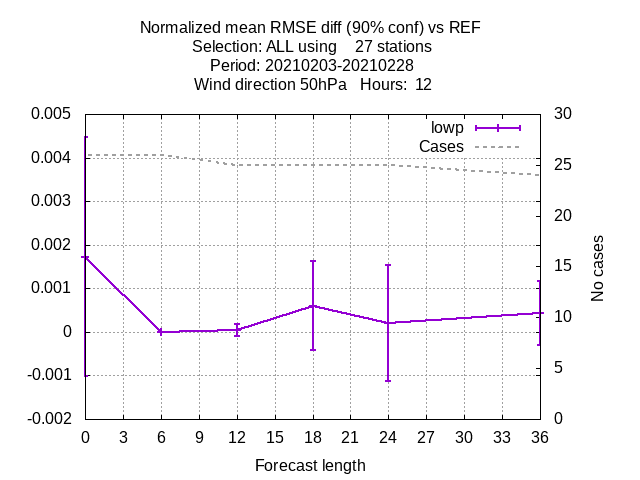 Normalized mean RMSE diff (90% conf) vs REF
Selection: ALL using    27 stations
Period: 20210203-20210228
Wind direction 50hPa   Hours:  12
0.005
0.004
0.003
0.002
0.001
0
-0.001
-0.002
30
25
20
15
10
5
0
lowp
Cases
No cases
0 3 6 9 12 15 18 21 24 27 30 33 36
Forecast length